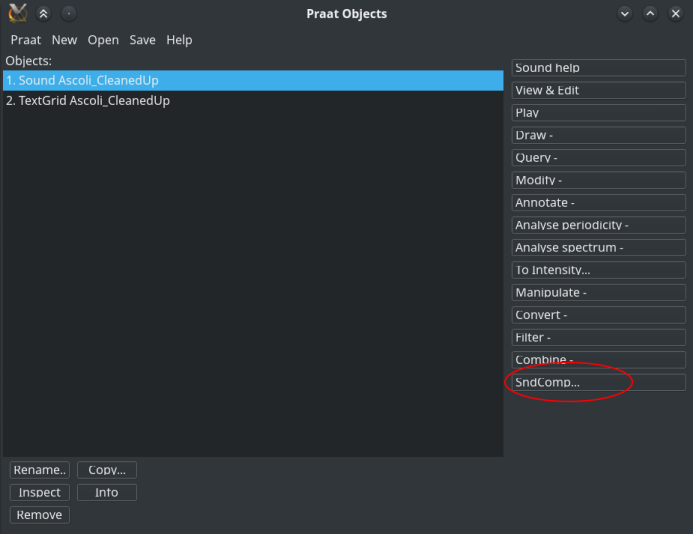 Praat Objects
Praat New Open Save Help
Objects:
1. Sound Ascoli_CleanedUp
2. TextGrid Ascoli_CleanedUp
Sound help
View & Edit
Play
Draw -
Query -
Modify -
Annotate -
Analyse periodicity -
Analyse spectrum -
To Intensity...
Manipulate -
Convert -
Filter -
Combine -
SndComp...
Rename.. Copy...
Inspect Info
Remove